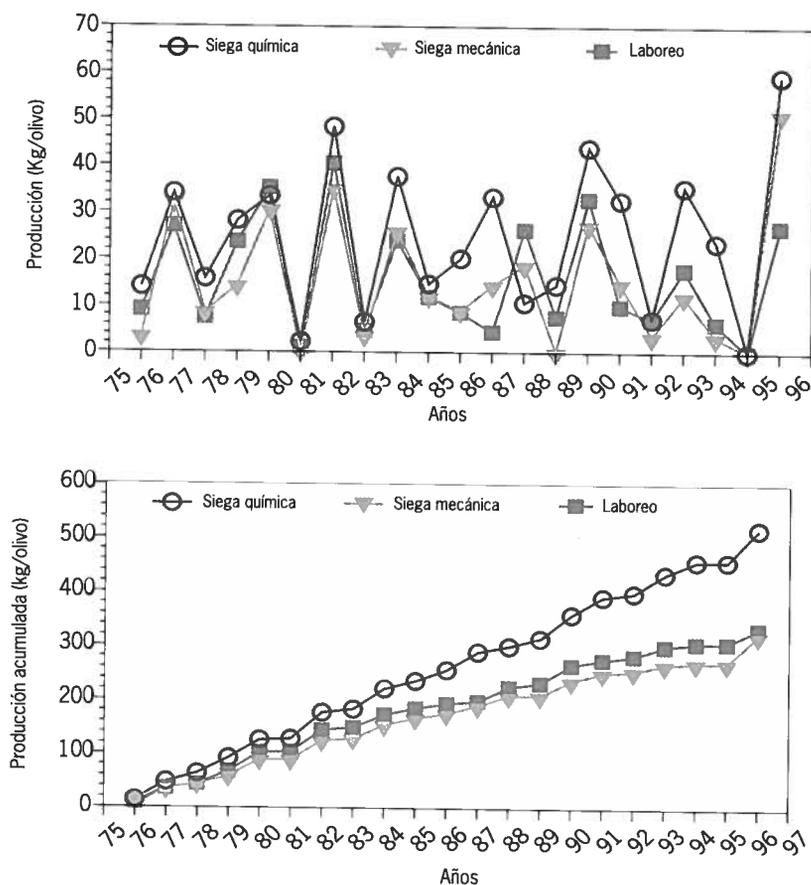 70
60
50
40
30
20
10
0
Producción (Kg/olivo)
Siega química Siega mecánica Laboreo
75 76 77 78 79 80 81 82 83 84 85 86 87 88 89 90 91 92 93 94 95 96
Años
600
500
400
300
200
100
0
Producción acumulada (kg/olivo)
Siega química Siega mecánica Laboreo
75 76 77 78 79 80 81 82 83 84 85 86 87 88 89 90 91 92 93 94 95 96 97
Años